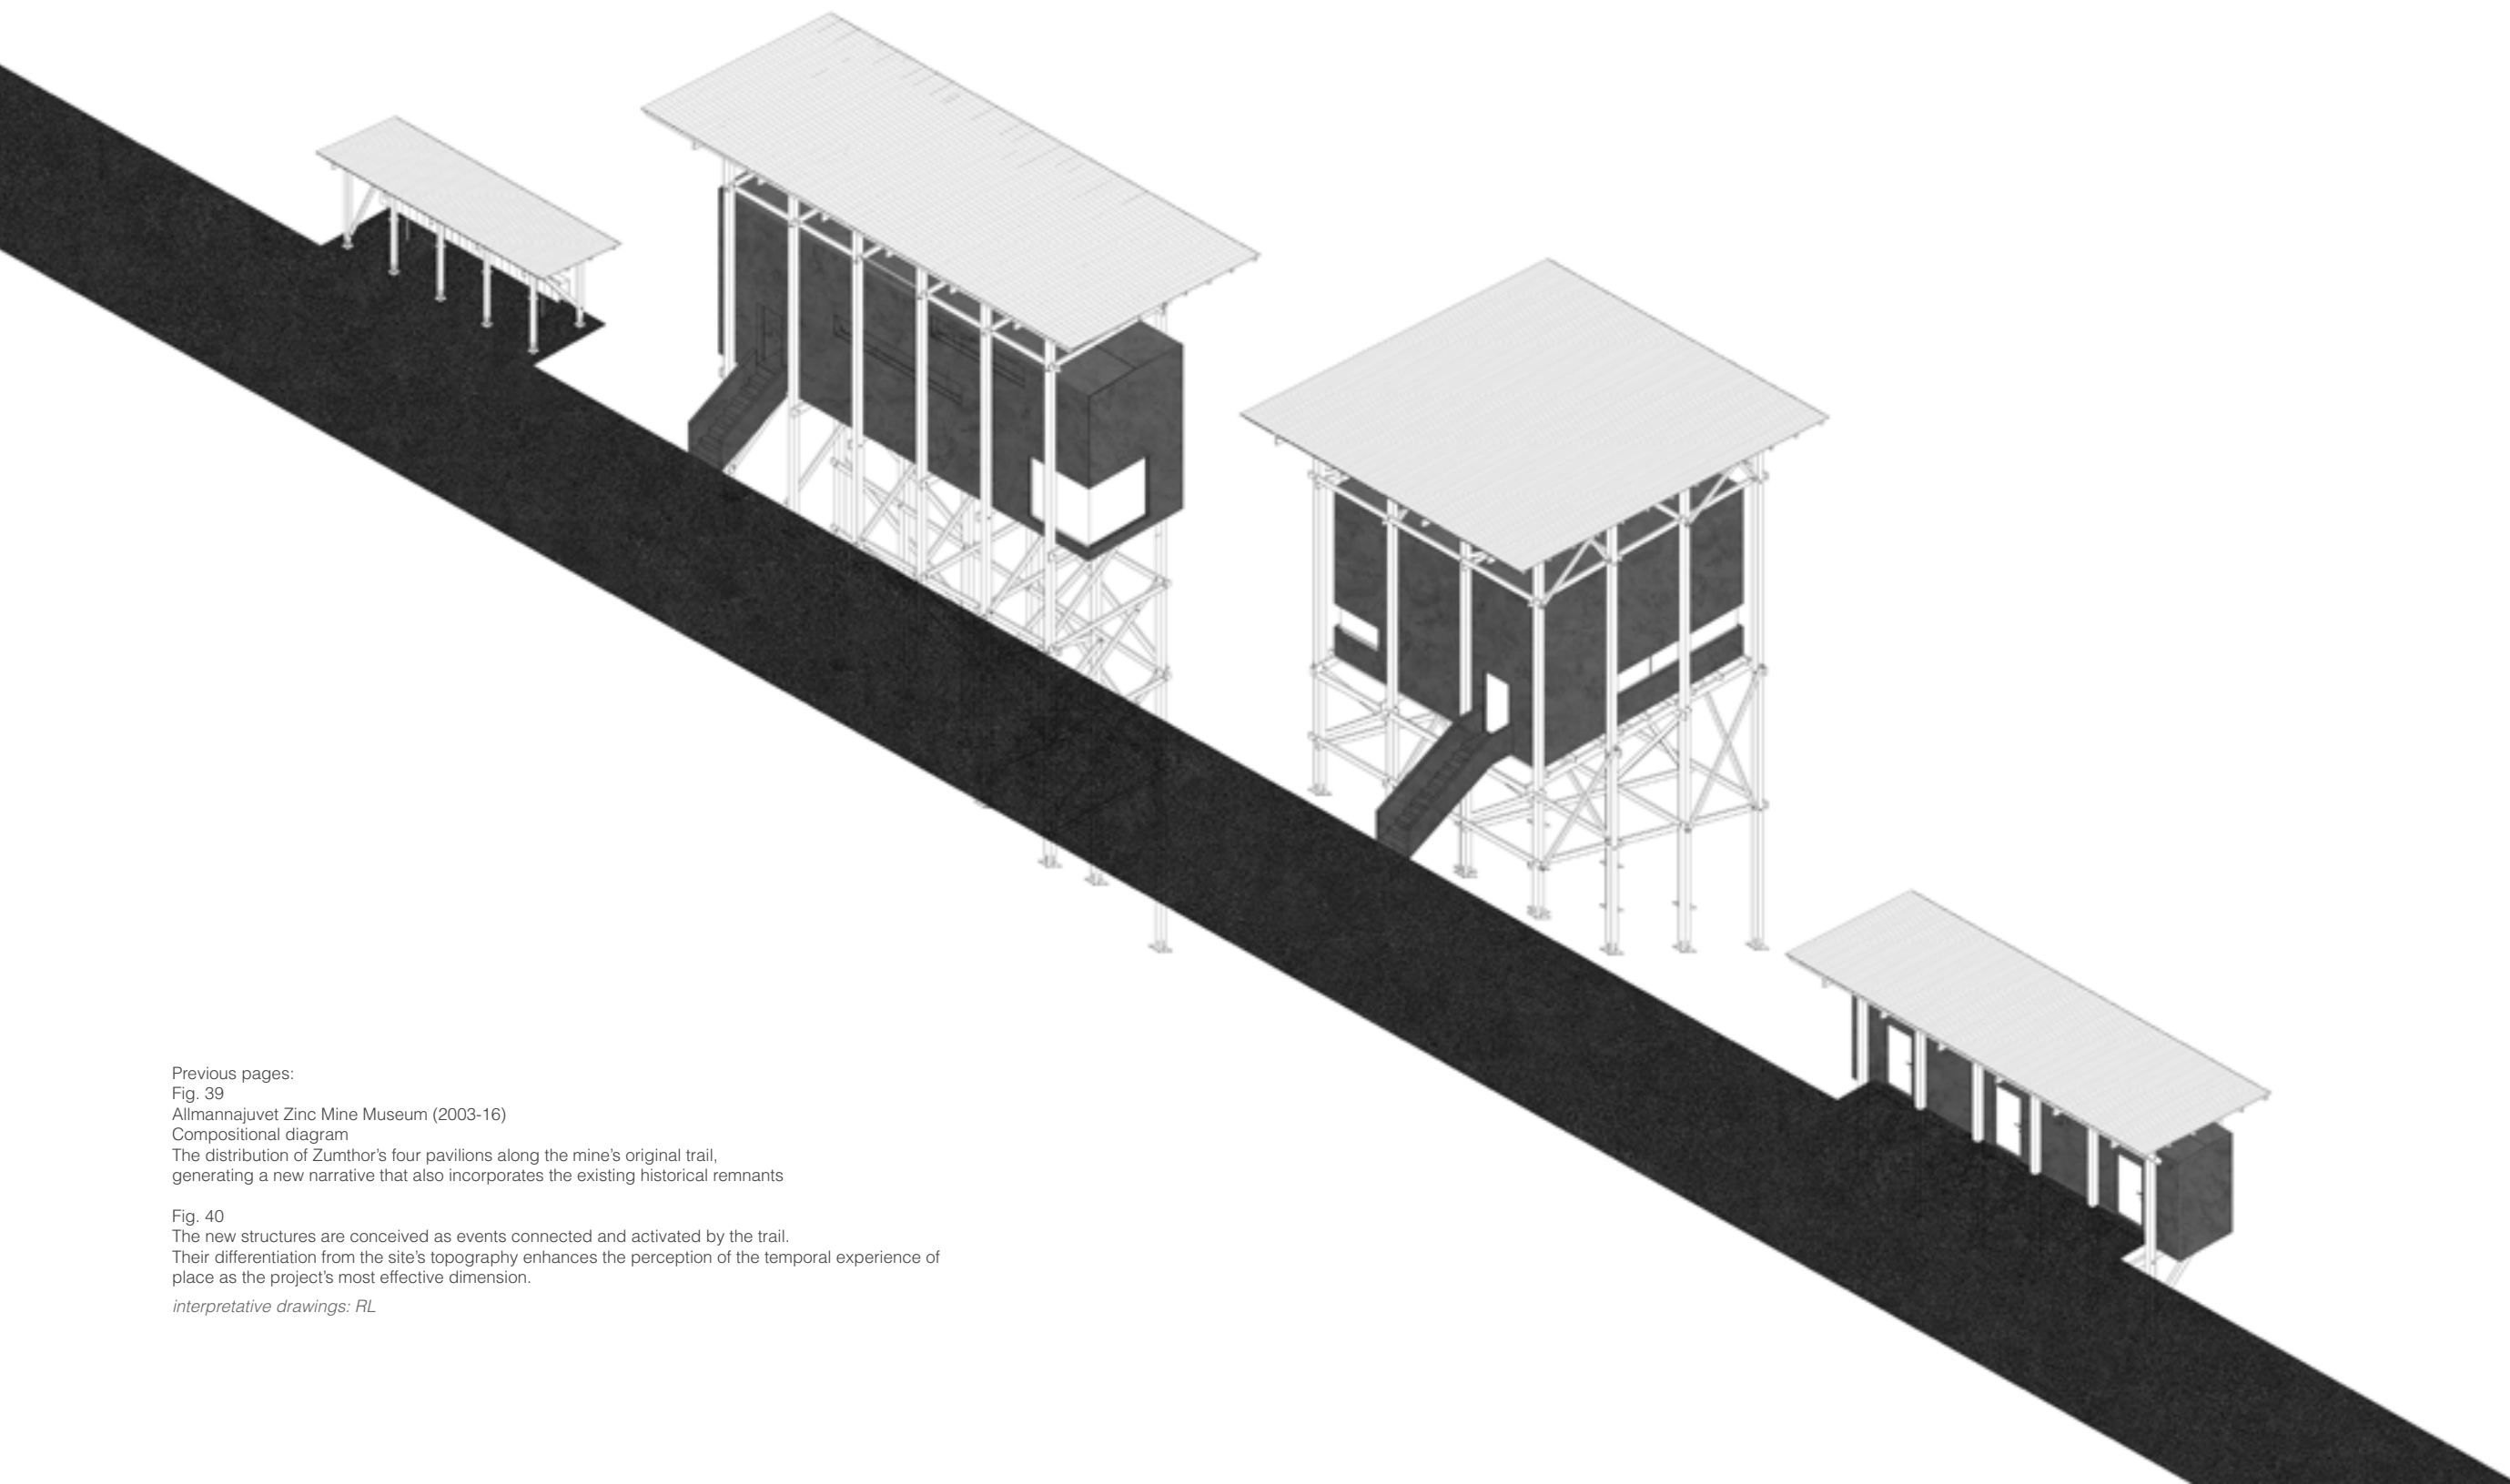 Previous pages:
Fig. 39
Allmannajuvet Zinc Mine Museum (2003-16)
Compositional diagram
The distribution of Zumthor’s four pavilions along the mine’s original trail,
generating a new narrative that also incorporates the existing historical remnants
Fig. 40
The new structures are conceived as events connected and activated by the trail.
Their differentiation from the site’s topography enhances the perception of the temporal experience of
place as the project’s most effective dimension.
interpretative drawings: RL